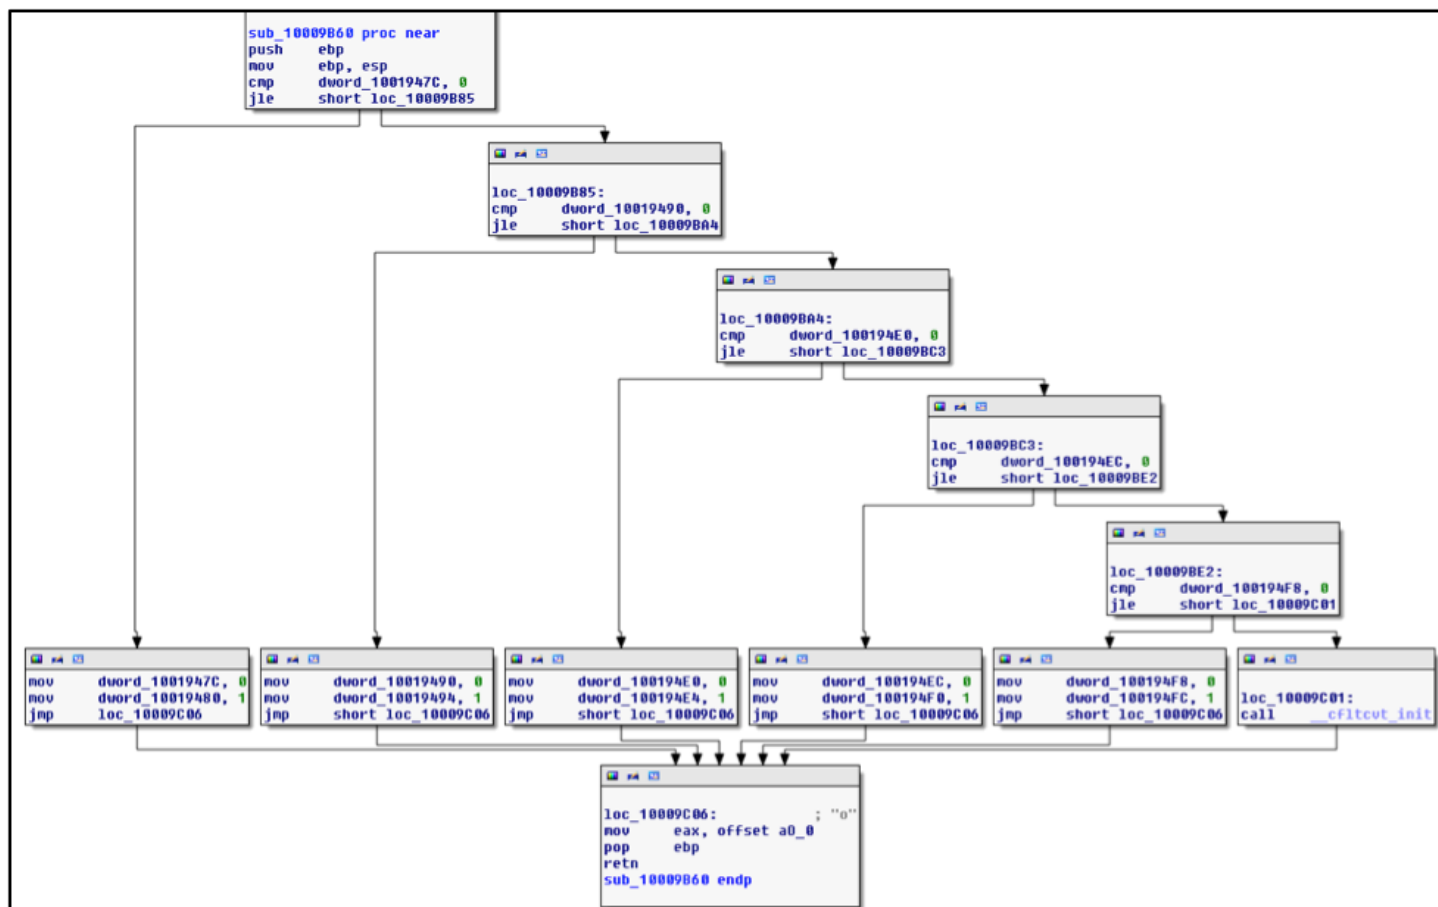 sub_10009B60 proc near
push ebp
mov ebp, esp
cmp dword_1001947C, 0
jle short loc_10009B85
loc_10009B85:
cmp dword_10019490, 0
jle short loc_10009BA4
loc_10009BA4:
cmp dword_100194E0, 0
jle short loc_10009BC3
loc_10009BC3:
cmp dword_100194EC, 0
jle short loc_10009BE2
loc_10009BE2:
cmp dword_100194F8, 0
jle short loc_10009C01
mov dword_1001947C, 0
mov dword_10019480, 1
jmp loc_10009C06
mov dword_10019490, 0
mov dword_10019494, 1
jmp short loc_10009C06
mov dword_100194E0, 0
mov dword_100194E4, 1
jmp short loc_10009C06
mov dword_100194EC, 0
mov dword_100194F0, 1
jmp short loc_10009C06
mov dword_100194F8, 0
mov dword_100194FC, 1
jmp short loc_10009C06
loc_10009C01:
call __cfltcvt_init
loc_10009C06: ; "o"
mov eax, offset aO_0
pop ebp
retn
sub_10009B60 endp